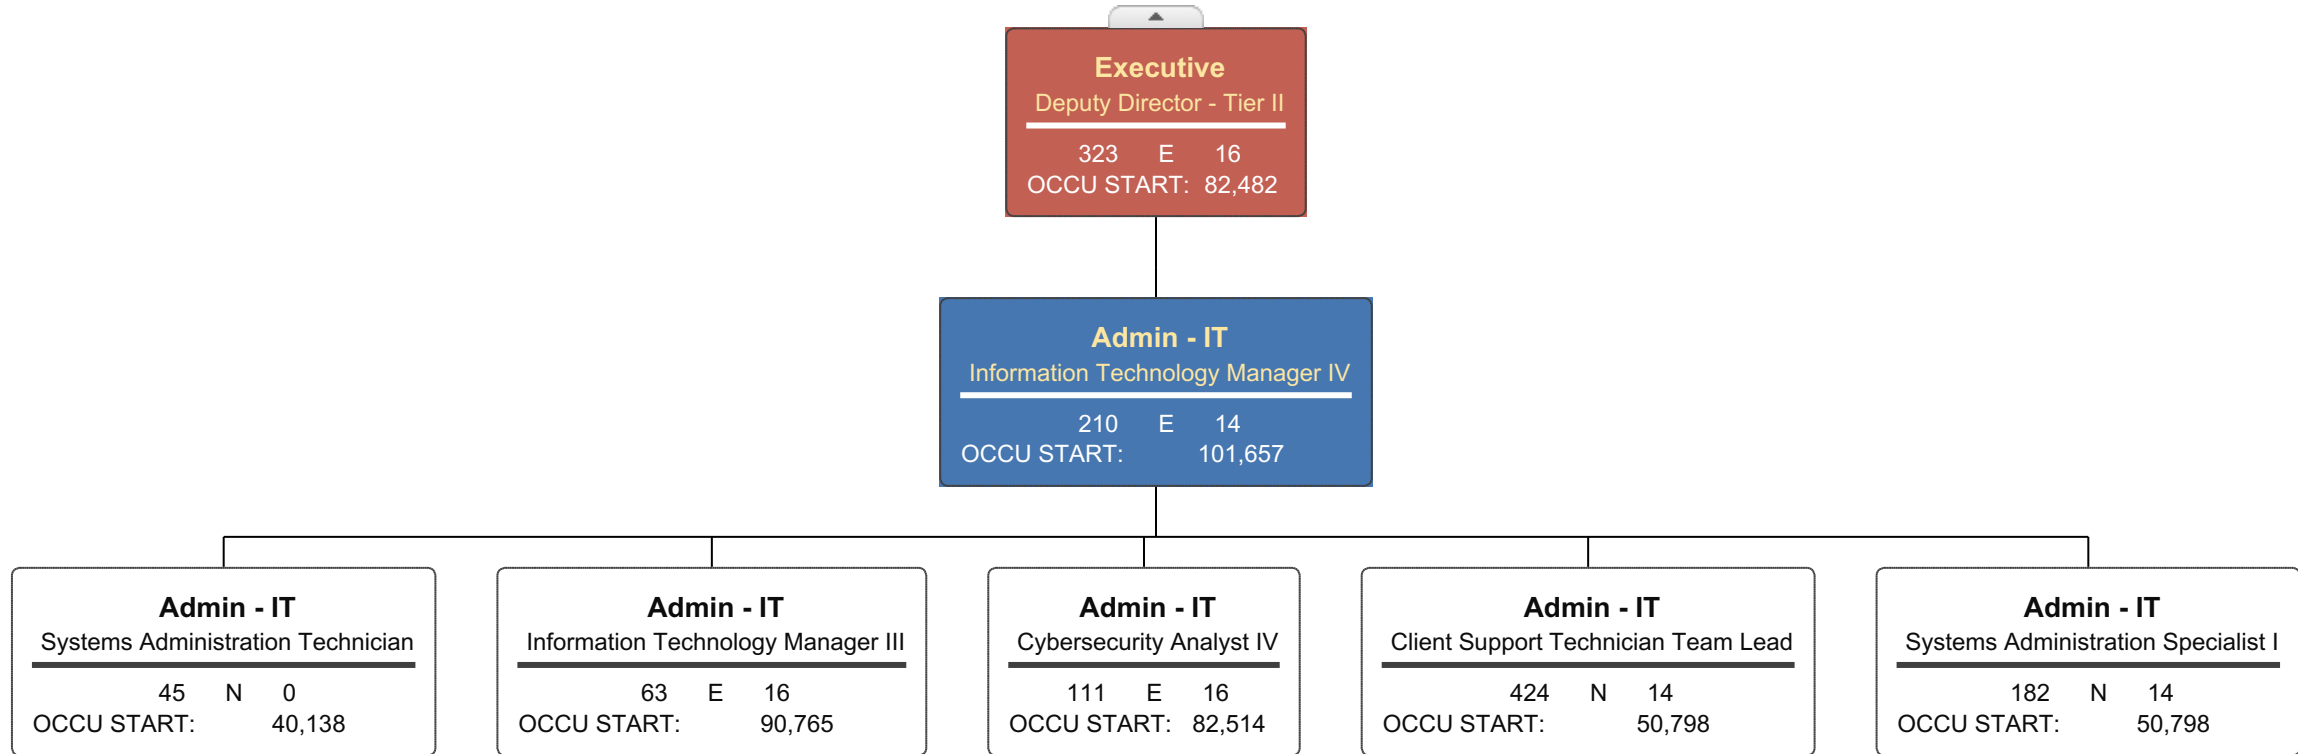 Executive
Deputy Director - Tier II
323 E 16
OCCU START: 82,482
Admin - IT
Information Technology Manager IV
210 E 14
OCCU START: 101,657
Admin - IT
Systems Administration Technician
45 N 0
OCCU START: 40,138
Admin - IT
Information Technology Manager III
63 E 16
OCCU START: 90,765
Admin - IT
Cybersecurity Analyst IV
111 E 16
OCCU START: 82,514
Admin - IT
Client Support Technician Team Lead
424 N 14
OCCU START: 50,798
Admin - IT
Systems Administration Specialist I
182 N 14
OCCU START: 50,798